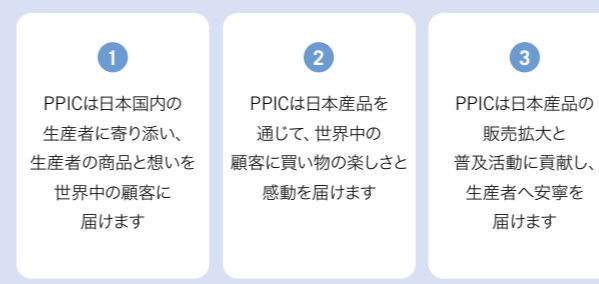 1
PPICは日本国内の
生産者に寄り添い、
生産者の商品と想いを
世界中の顧客に
届けます
2
PPICは日本産品を
通じて、世界中の
顧客に買い物の楽しさと
感動を届けます
3
PPICは日本産品の
販売拡大と
普及活動に貢献し、
生産者へ安寧を
届けます